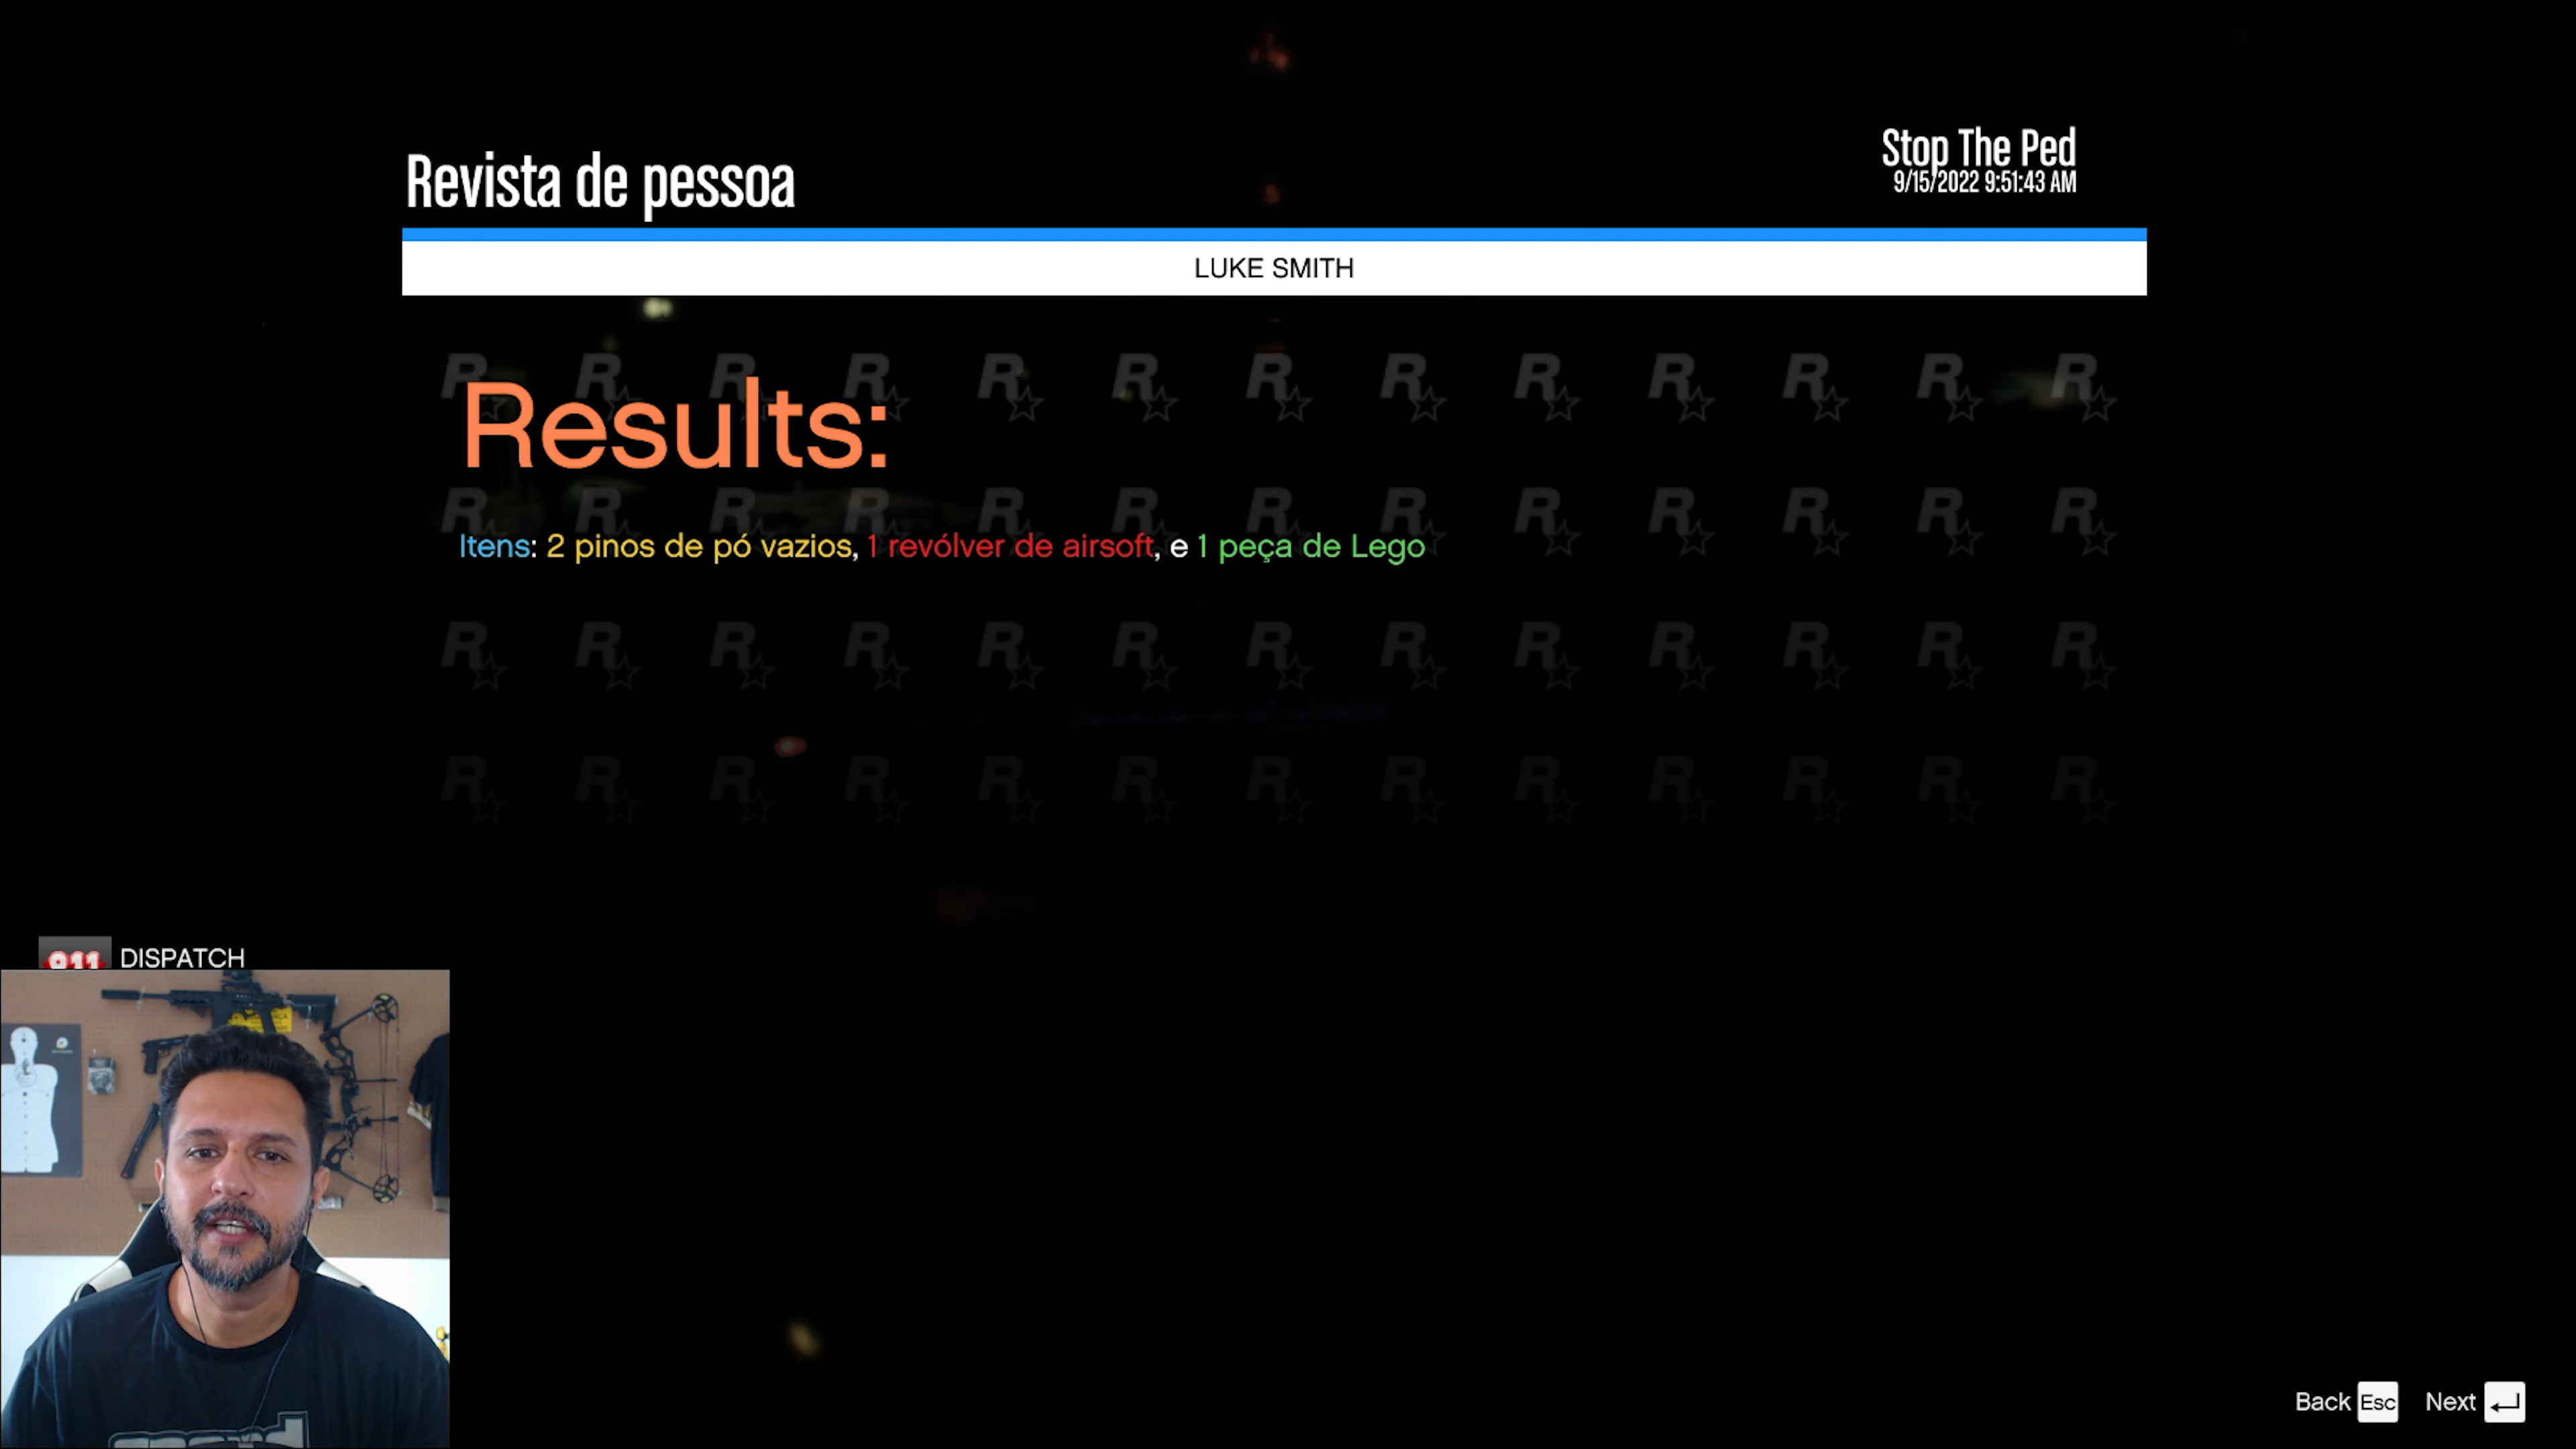 Revista de pessoa
Stop The Ped
9/15/2022 9:51:43 AM
LUKE SMITH
Results:
Itens: 2 pinos de pó vazios, 1 revólver de airsoft, e 1 peça de Lego
911 DISPATCH
Back Esc Next